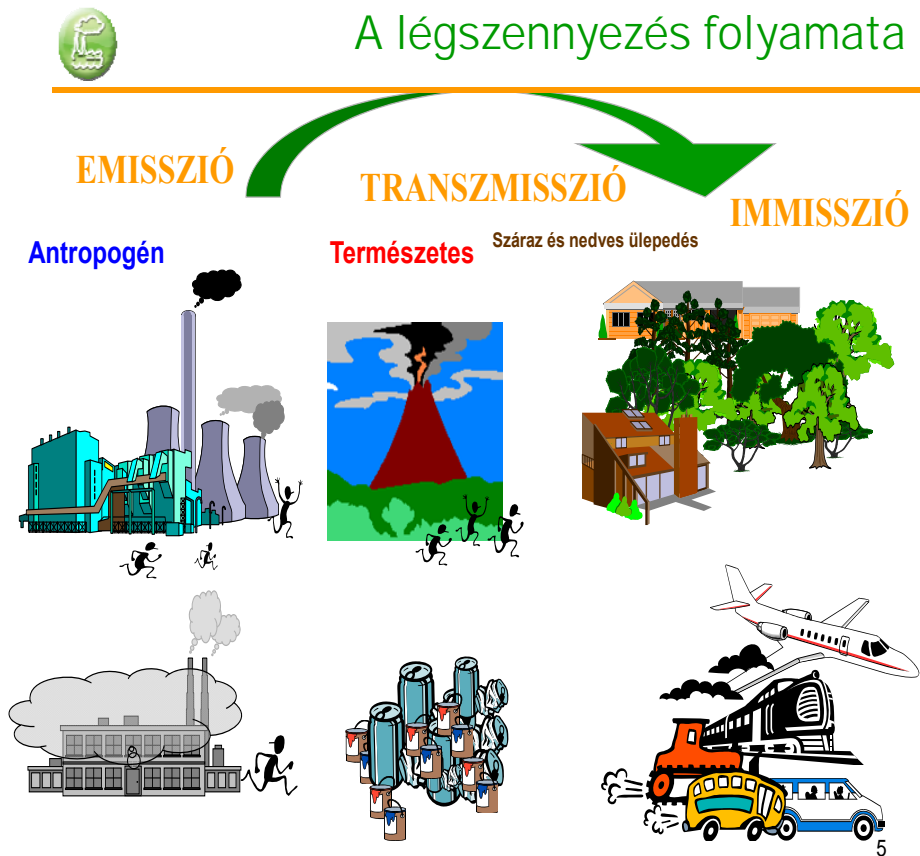 A légszennyezés folyamata
EMISSZIÓ
TRANSZMISSZIÓ
IMMISSZIÓ
Antropogén
Természetes
Száraz és nedves ülepedés
5